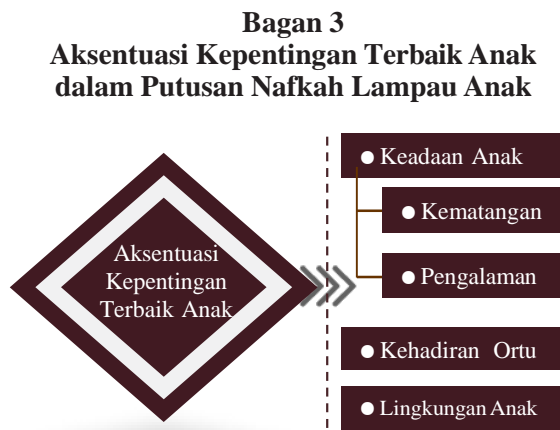 Bagan 3
Aksentuasi Kepentingan Terbaik Anak
dalam Putusan Nafkah Lampau Anak
Aksentuasi
Kepentingan
Terbaik Anak
● Keadaan Anak
● Kematangan
● Pengalaman
● Kehadiran Ortu
● Lingkungan Anak